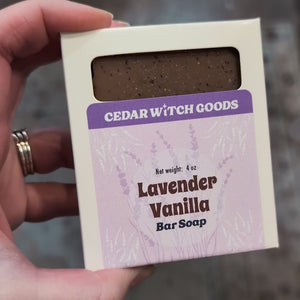 CEDAR WITCH GOODS
Net weight: 4 oz
Lavender
Vanilla
Bar Soap